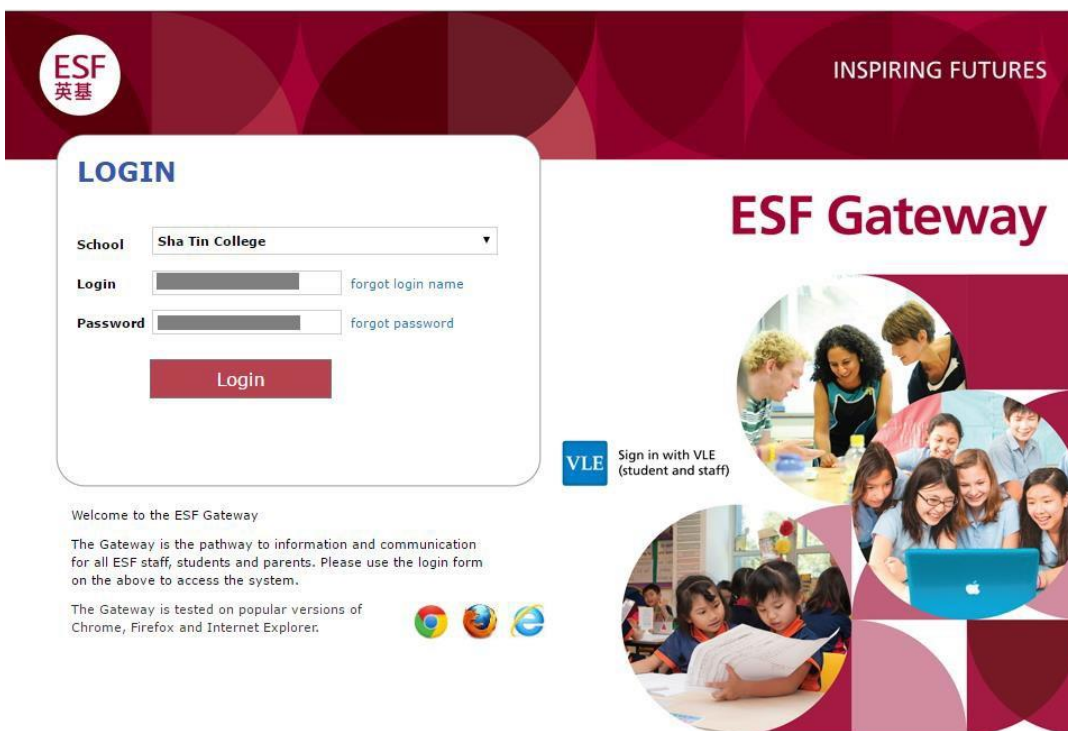 ESF
英基
INSPIRING FUTURES
LOGIN
ESF Gateway
School Sha Tin College
Login forgot login name
Password forgot password
Login
VLE Sign in with VLE
(student and staff)
Welcome to the ESF Gateway
The Gateway is the pathway to information and communication
for all ESF staff, students and parents. Please use the login form
on the above to access the system.
The Gateway is tested on popular versions of
Chrome, Firefox and Internet Explorer.